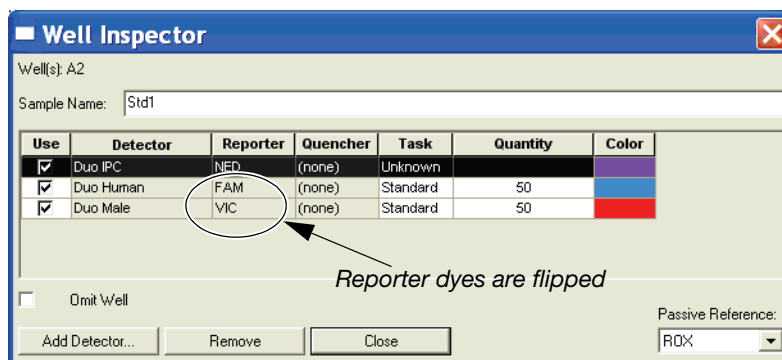 Well Inspector
Well(s): A2
Sample Name: Std1
Use Detector Reporter Quencher Task Quantity Color
Duo IPC NED (none) Unknown
Duo Human FAM (none) Standard 50
Duo Male VIC (none) Standard 50
Reporter dyes are flipped
Omit Well
Passive Reference:
Add Detector... Remove Close ROX